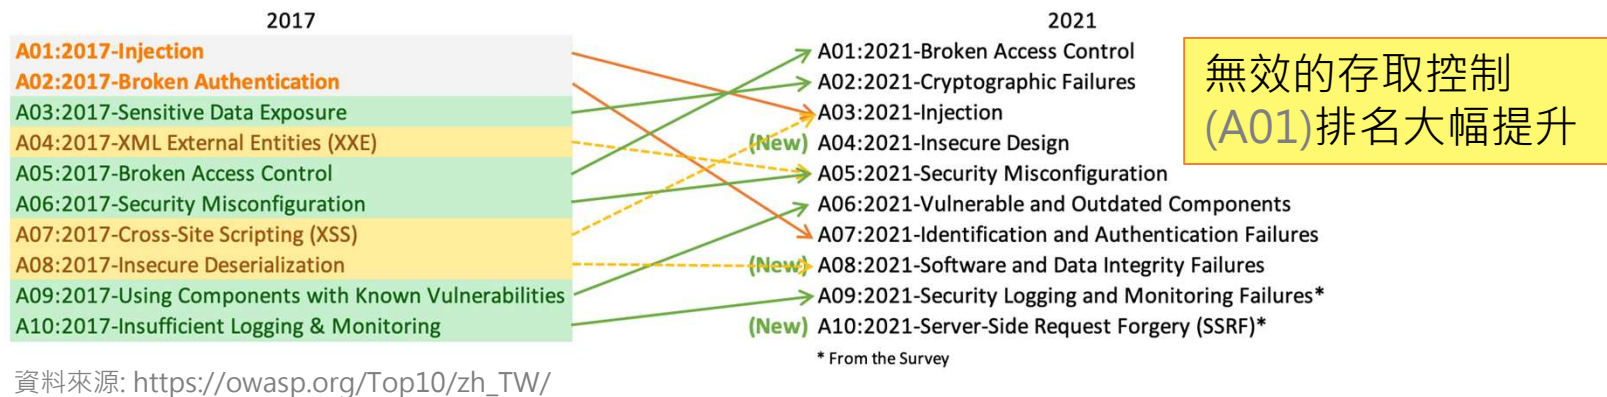 2017
A01:2017-Injection
A02:2017-Broken Authentication
A03:2017-Sensitive Data Exposure
A04:2017-XML External Entities (XXE)
A05:2017-Broken Access Control
A06:2017-Security Misconfiguration
A07:2017-Cross-Site Scripting (XSS)
A08:2017-Insecure Deserialization
A09:2017-Using Components with Known Vulnerabilities
A10:2017-Insufficient Logging & Monitoring
2021
A01:2021-Broken Access Control
A02:2021-Cryptographic Failures
A03:2021-Injection
(New) A04:2021-Insecure Design
A05:2021-Security Misconfiguration
A06:2021-Vulnerable and Outdated Components
A07:2021-Identification and Authentication Failures
(New) A08:2021-Software and Data Integrity Failures
A09:2021-Security Logging and Monitoring Failures*
(New) A10:2021-Server-Side Request Forgery (SSRF)*
* From the Survey
無效的存取控制
(A01)排名大幅提升
資料來源: https://owasp.org/Top10/zh_TW/